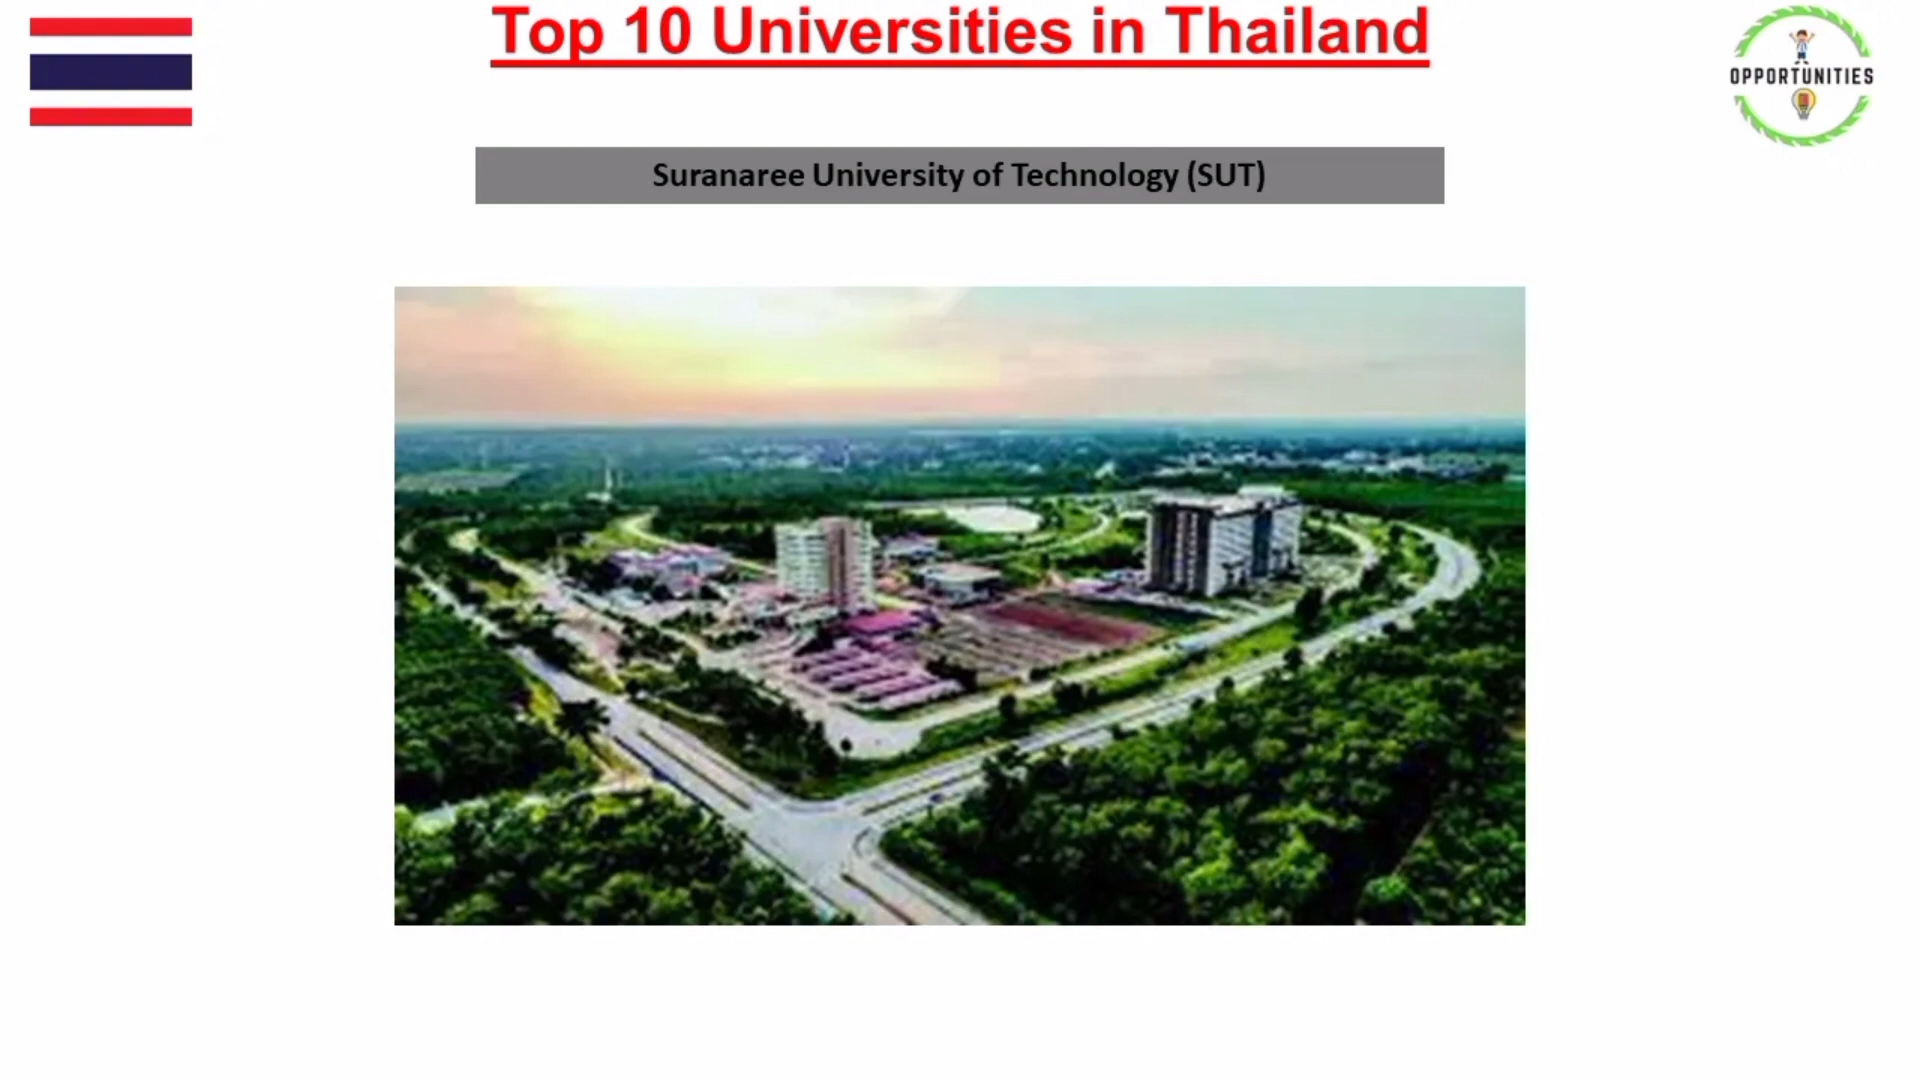 Top 10 Universities in Thailand
OPPORTUNITIES
Suranaree University of Technology (SUT)